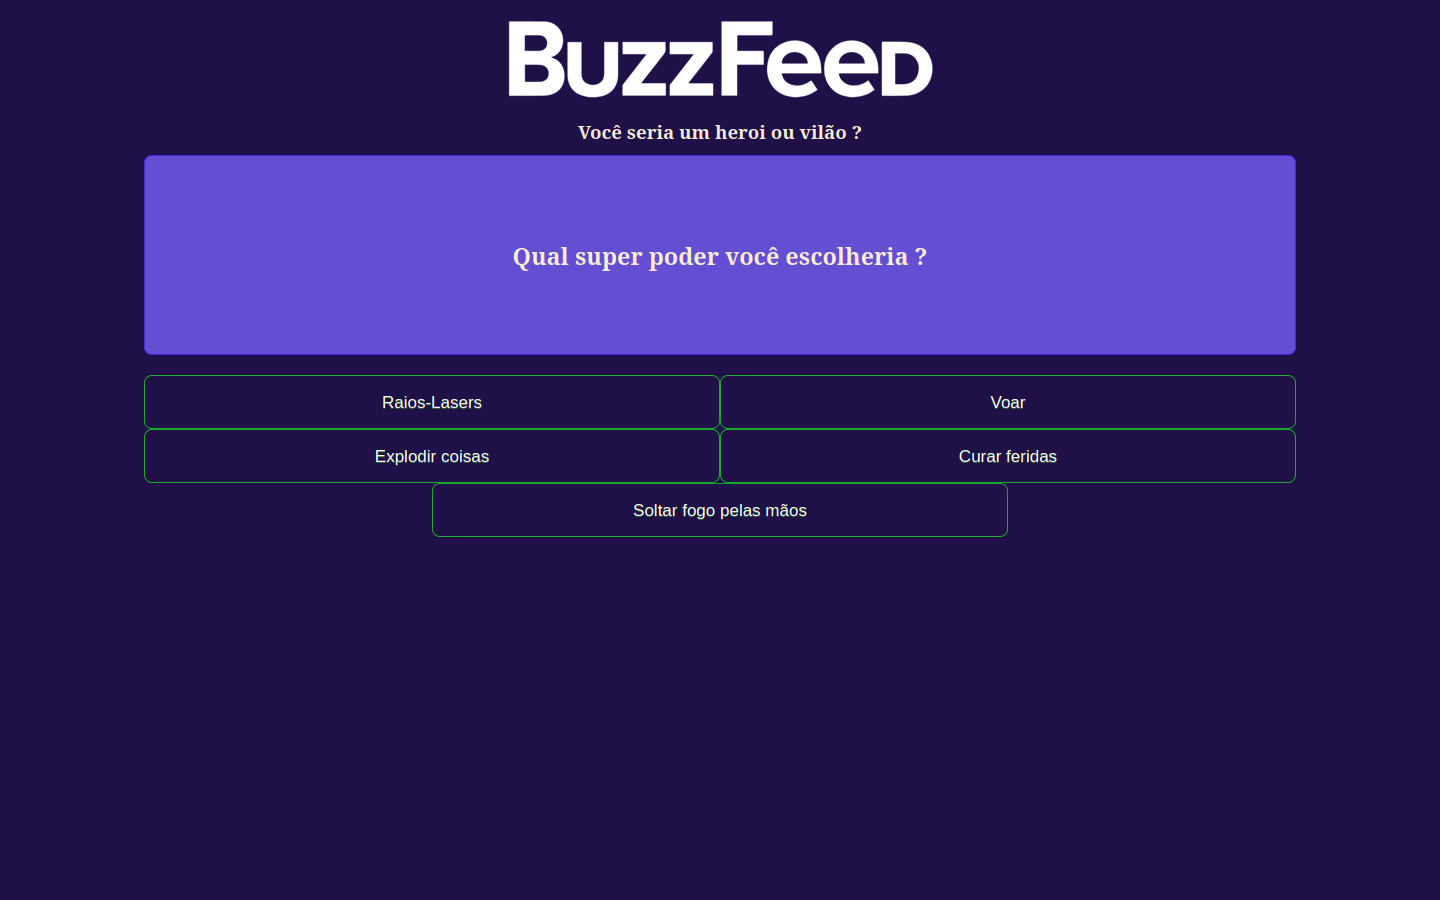 BuzzFeed
Você seria um heroi ou vilão ?
Qual super poder você escolheria ?
Raios-Lasers
Voar
Explodir coisas
Curar feridas
Soltar fogo pelas mãos